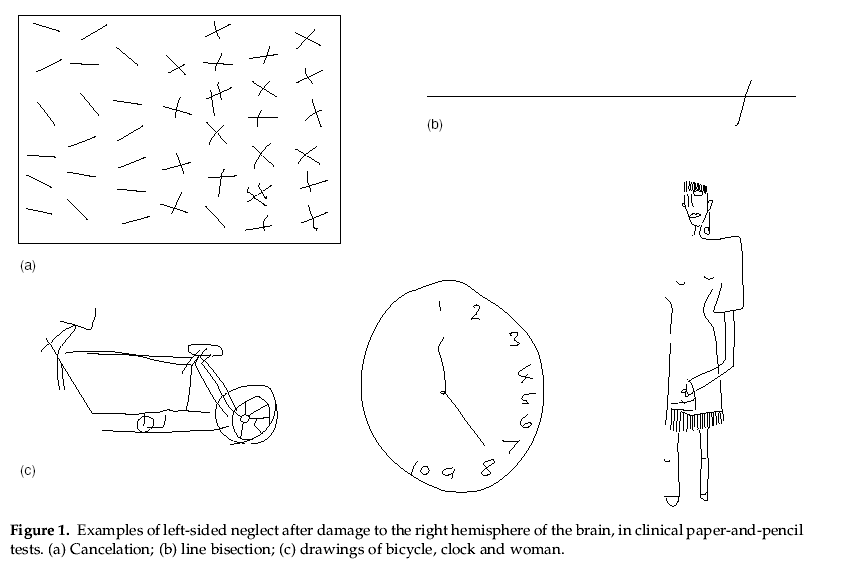 (a)
(b)
(c)
1 2
3
4
5
6
7
8
9
10
Figure 1. Examples of left-sided neglect after damage to the right hemisphere of the brain, in clinical paper-and-pencil
tests. (a) Cancelation; (b) line bisection; (c) drawings of bicycle, clock and woman.